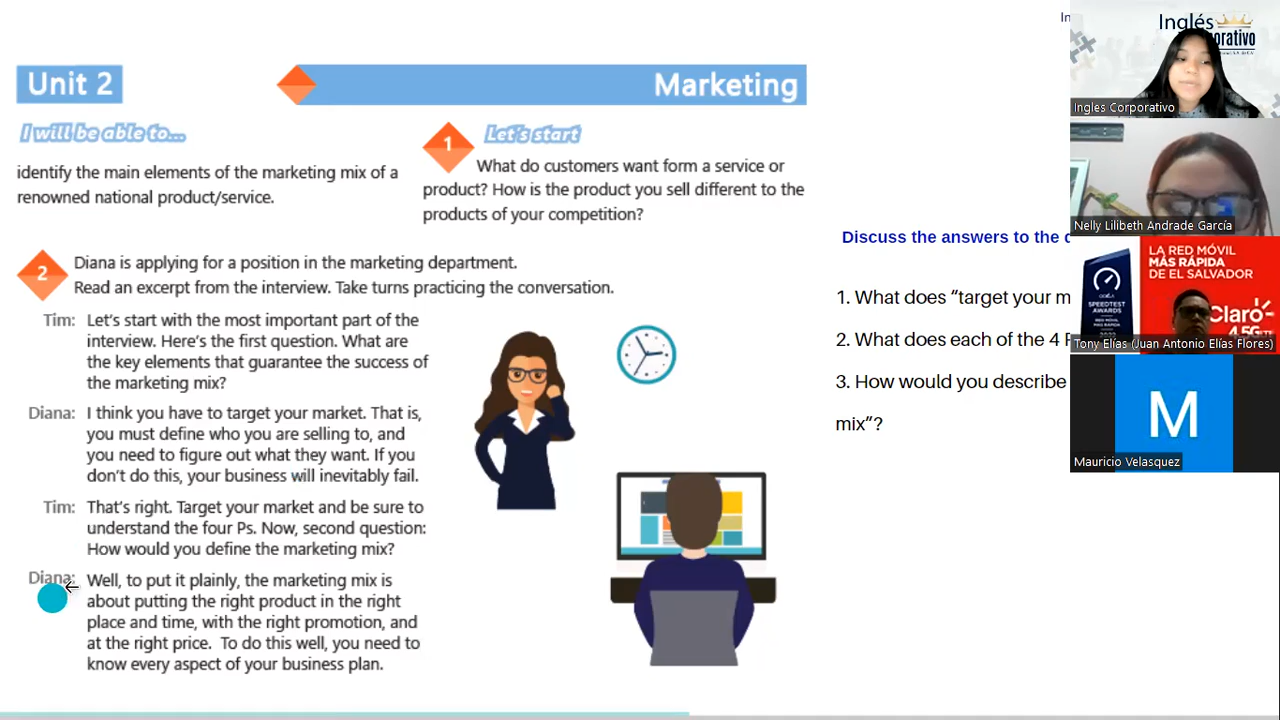 Unit 2
Marketing
I will be able to...
identify the main elements of the marketing mix of a
renowned national product/service.
1
Let's start
What do customers want form a service or
product? How is the product you sell different to the
products of your competition?
2
Diana is applying for a position in the marketing department.
Read an excerpt from the interview. Take turns practicing the conversation.
Tim: Let's start with the most important part of the
interview. Here's the first question. What are
the key elements that guarantee the success of
the marketing mix?
Diana: I think you have to target your market. That is,
you must define who you are selling to, and
you need to figure out what they want. If you
don't do this, your business will inevitably fail.
Tim: That's right. Target your market and be sure to
understand the four Ps. Now, second question:
How would you define the marketing mix?
Diana: Well, to put it plainly, the marketing mix is
about putting the right product in the right
place and time, with the right promotion, and
at the right price. To do this well, you need to
know every aspect of your business plan.
Discuss the answers to the
1. What does "target your m
2. What does each of the 4
3. How would you describe
mix"?
Inglés
Ingles Corporativo
Nelly Lilibeth Andrade García
LA RED MÓVIL
MÁS RÁPIDA
DE EL SALVADOR
SPEEDTEST
AWARDS
Claro
4.5G
Tony Elías (Juan Antonio Elías Flores)
M
Mauricio Velasquez